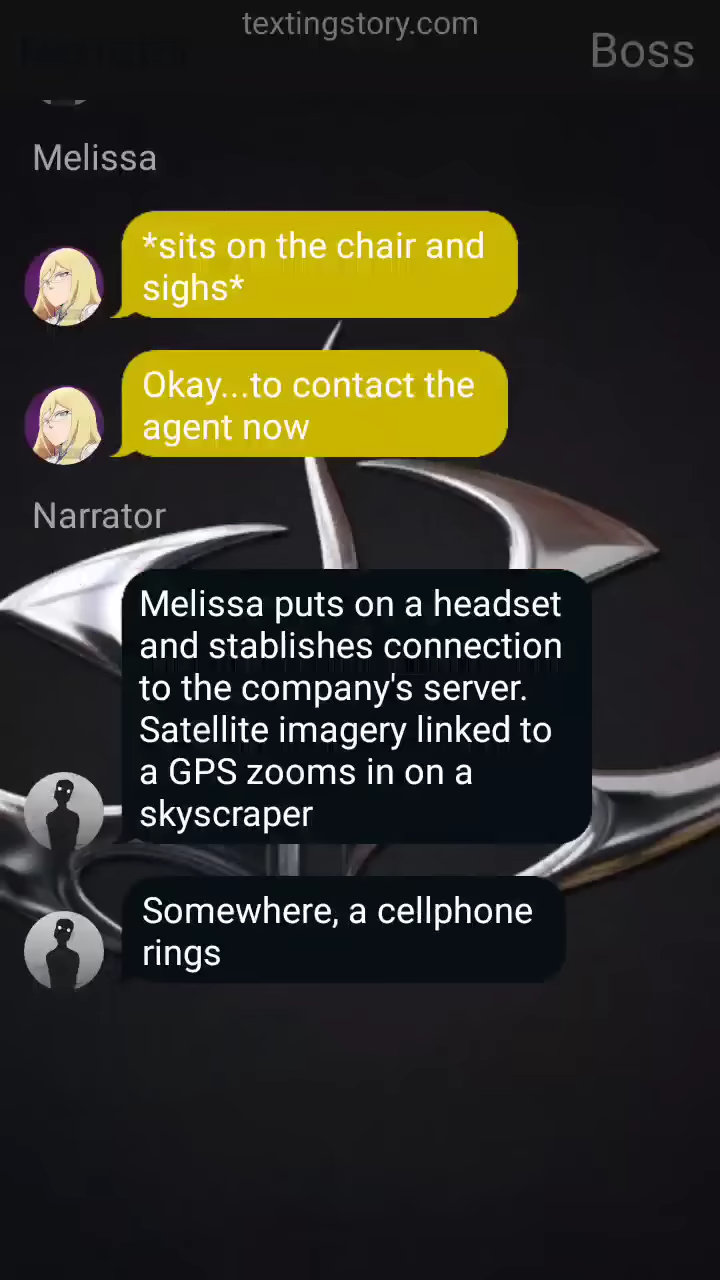 textingstory.com
Boss
Melissa
*sits on the chair and
sighs*
Okay...to contact the
agent now
Narrator
Melissa puts on a headset
and stablishes connection
to the company's server.
Satellite imagery linked to
a GPS zooms in on a
skyscraper
Somewhere, a cellphone
rings